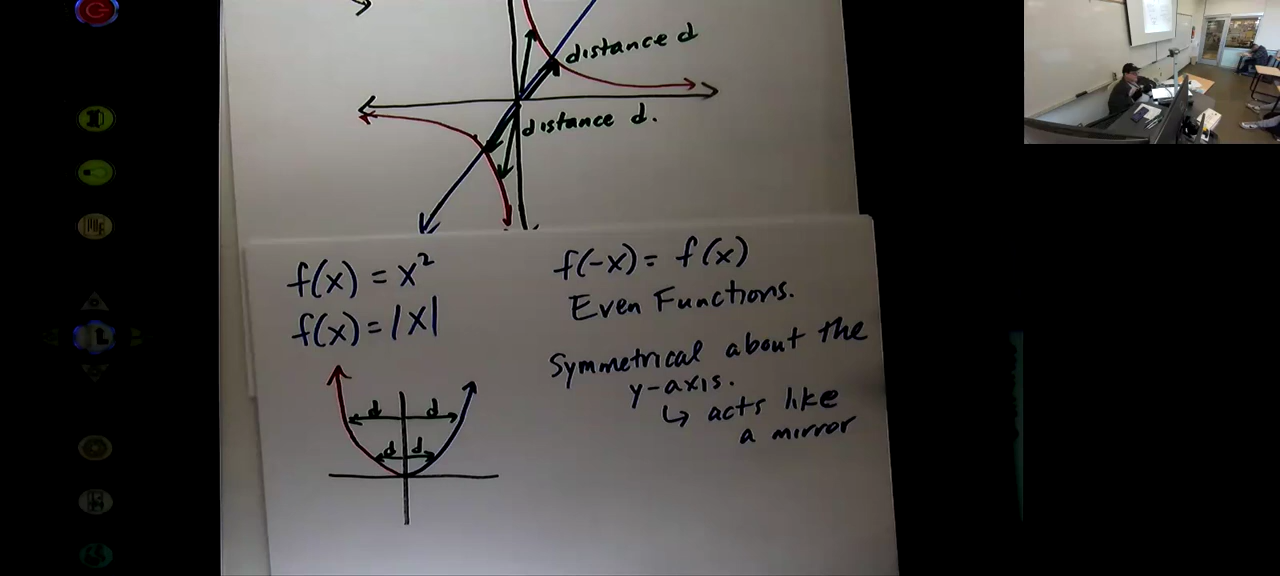 distance d
distance d.
f(x) = x²
f(x) = |x|
d d
d d
f(-x) = f(x)
Even Functions.
Symmetrical about the
y-axis.
↳ acts like
a mirror